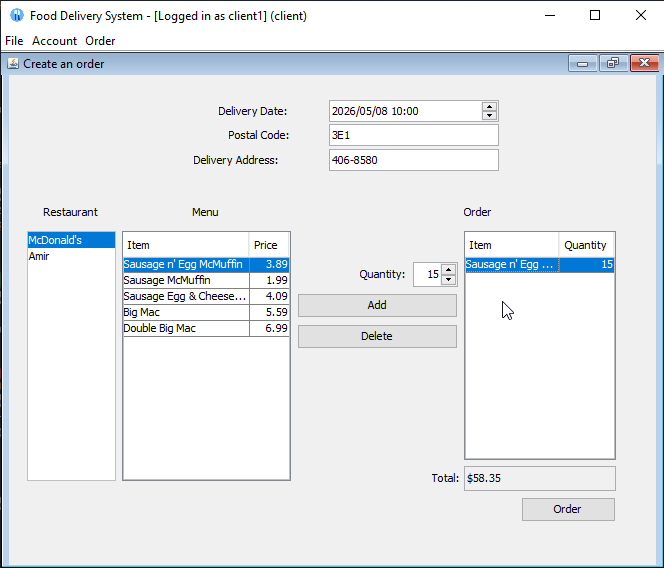 Food Delivery System - [Logged in as client1] (client)
File Account Order
Create an order
Delivery Date: 2026/05/08 10:00
Postal Code: 3E1
Delivery Address: 406-8580
Restaurant Menu Order
McDonald's
Amir
Item Price
Sausage n' Egg McMuffin 3.89
Sausage McMuffin 1.99
Sausage Egg & Cheese... 4.09
Big Mac 5.59
Double Big Mac 6.99
Quantity: 15
Add
Delete
Item Quantity
Sausage n' Egg ... 15
Total: $58.35
Order